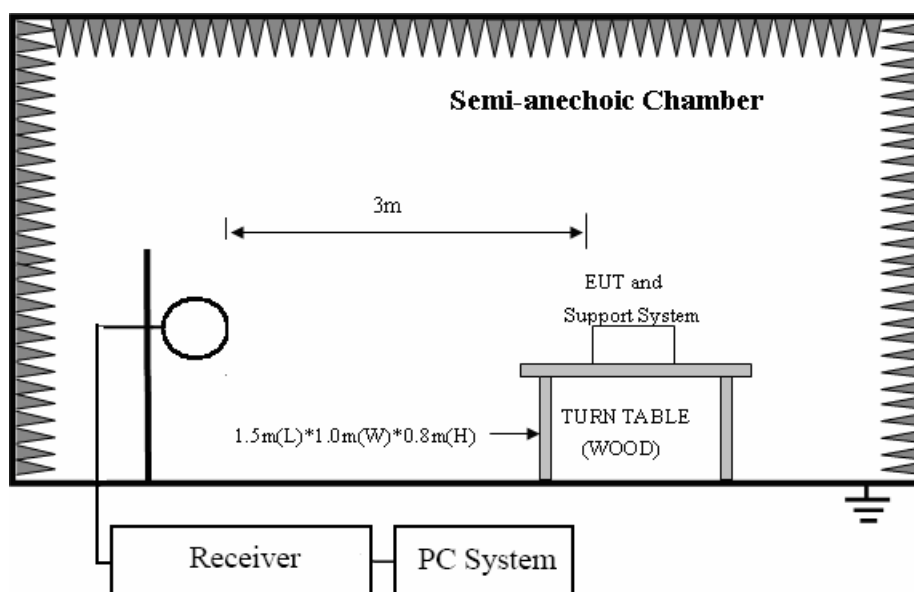 Semi-anechoic Chamber
3m
EUT and
Support System
1.5m(L)*1.0m(W)*0.8m(H)
TURN TABLE
(WOOD)
Receiver
PC System